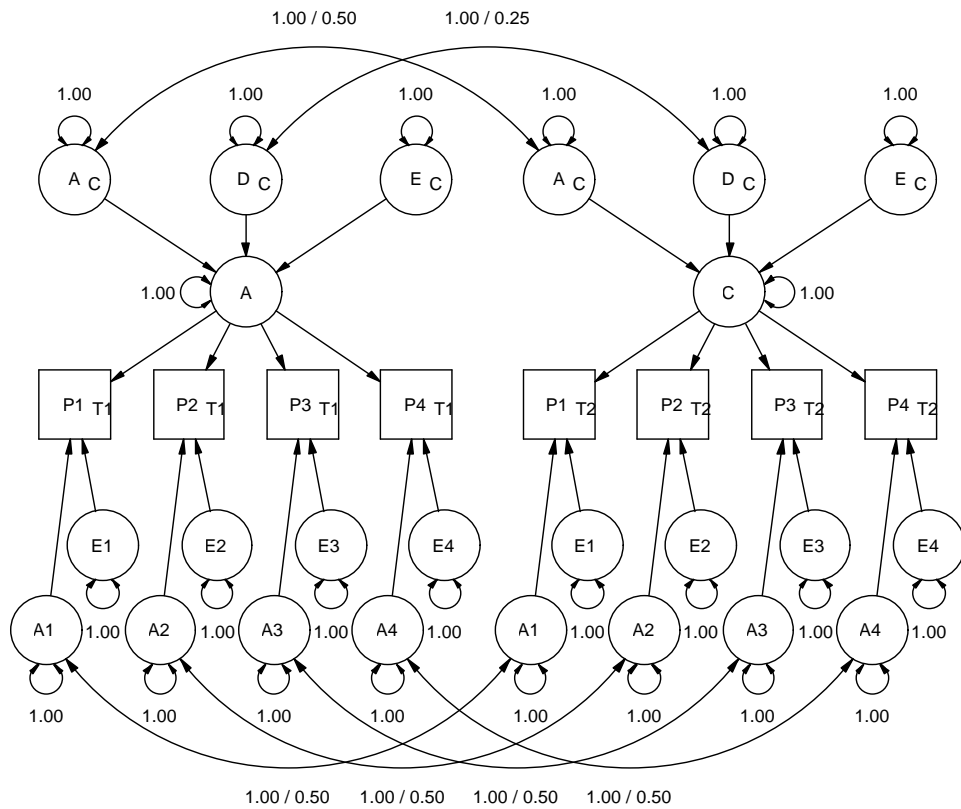 1.00 / 0.50 1.00 / 0.25
1.00 1.00 1.00 1.00 1.00 1.00
A C D C E C A C D C E C
1.00 A C 1.00
P1 T1 P2 T1 P3 T1 P4 T1 P1 T2 P2 T2 P3 T2 P4 T2
E1 E2 E3 E4 E1 E2 E3 E4
A1 1.00 A2 1.00 A3 1.00 A4 1.00 A1 1.00 A2 1.00 A3 1.00 A4 1.00
1.00 1.00 1.00 1.00 1.00 1.00 1.00 1.00
1.00 / 0.50 1.00 / 0.50 1.00 / 0.50 1.00 / 0.50